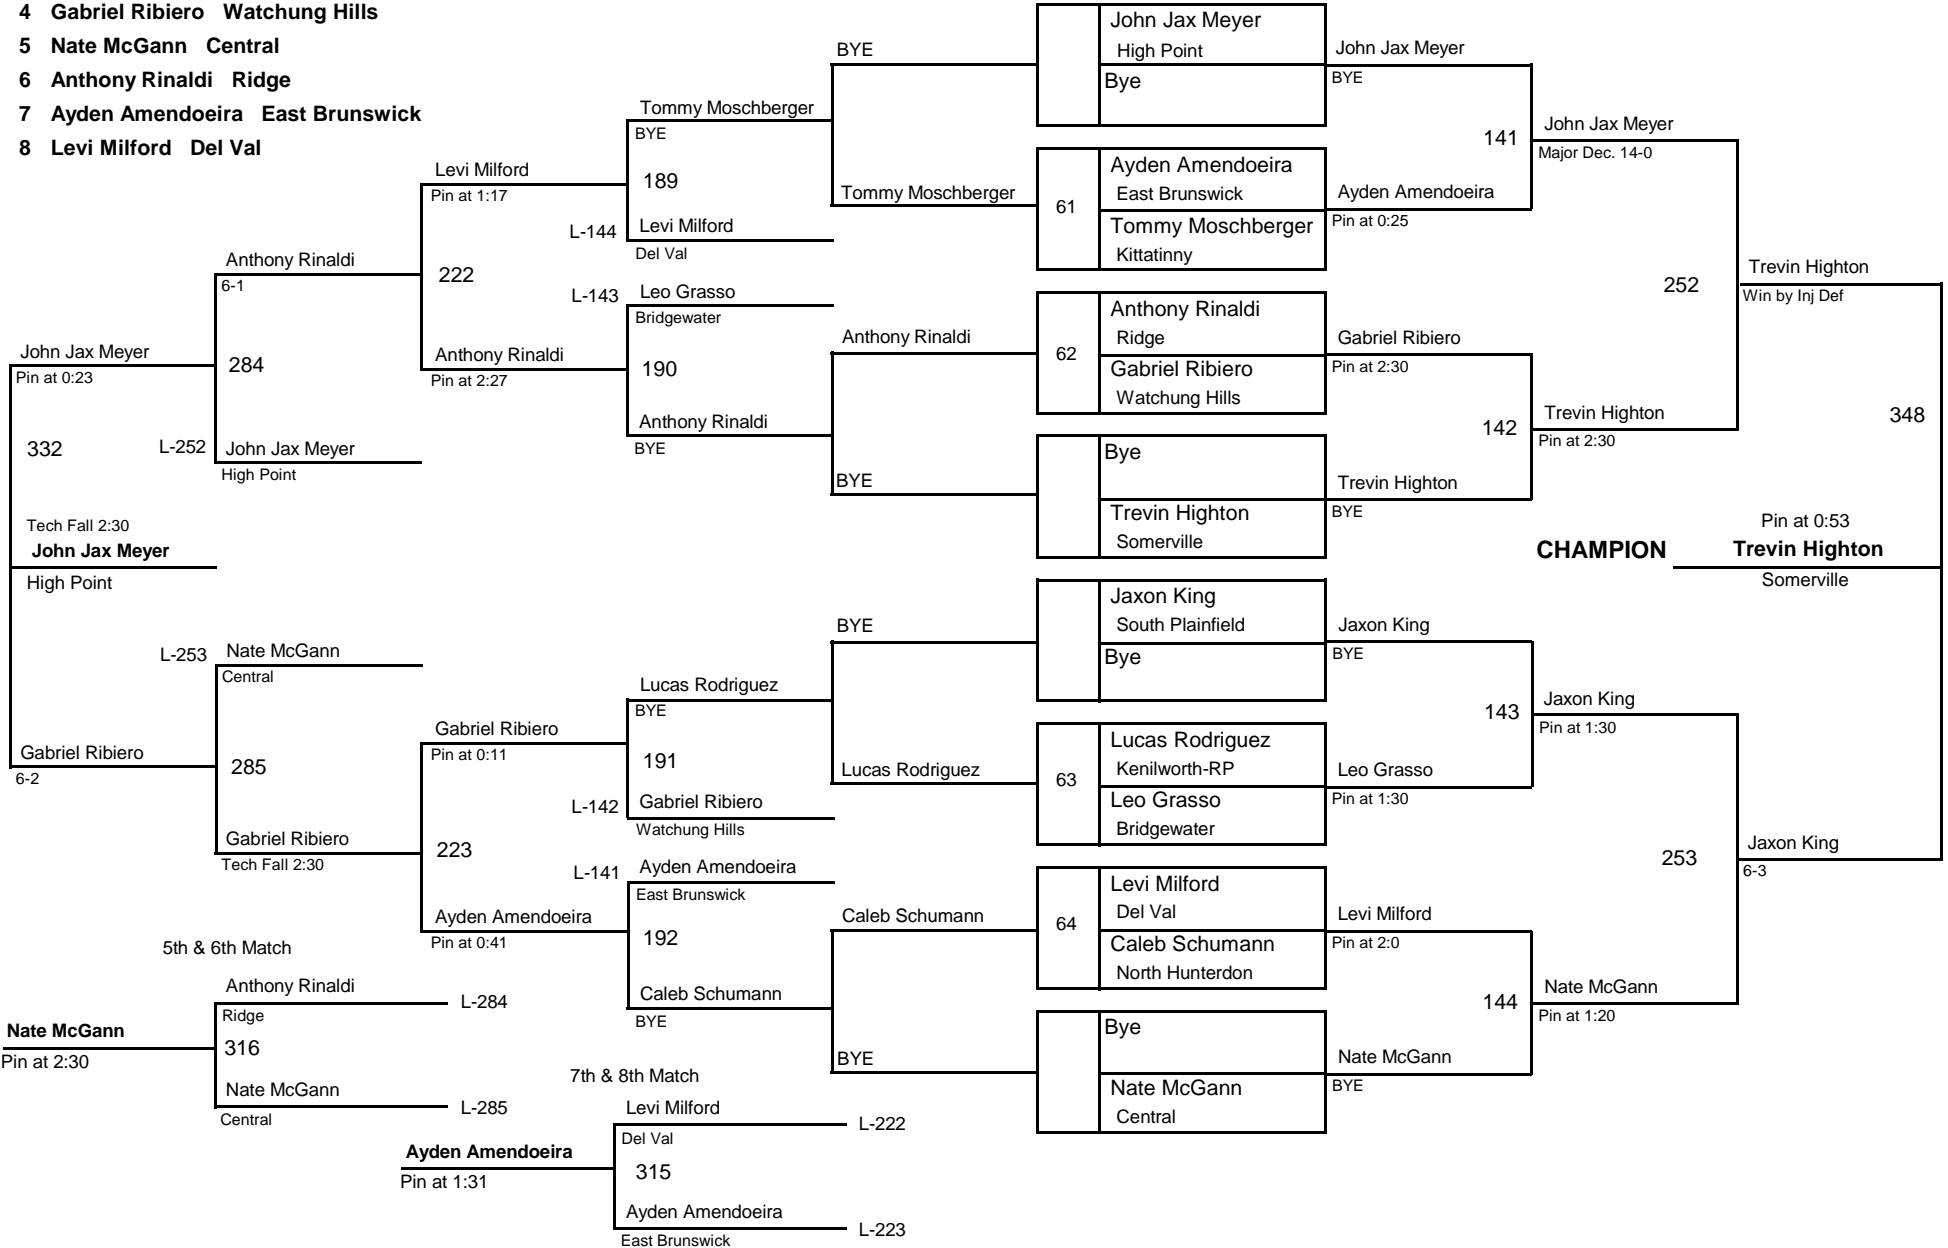 4 Gabriel Ribiero Watchung Hills
5 Nate McGann Central
6 Anthony Rinaldi Ridge
7 Ayden Amendoeira East Brunswick
8 Levi Milford Del Val
John Jax Meyer
Pin at 0:23
332
Tech Fall 2:30
John Jax Meyer
High Point
Gabriel Ribiero
6-2
Anthony Rinaldi
6-1
284
L-252
John Jax Meyer
High Point
L-253
Nate McGann
Central
285
Gabriel Ribiero
Tech Fall 2:30
Levi Milford
Pin at 1:17
222
Anthony Rinaldi
Pin at 2:27
Gabriel Ribiero
Pin at 0:11
223
Ayden Amendoeira
Pin at 0:41
Tommy Moschberger
BYE
189
L-144
Levi Milford
Del Val
L-143
Leo Grasso
Bridgewater
190
Anthony Rinaldi
BYE
Lucas Rodriguez
BYE
191
L-142
Gabriel Ribiero
Watchung Hills
L-141
Ayden Amendoeira
East Brunswick
192
Caleb Schumann
BYE
BYE
Tommy Moschberger
Anthony Rinaldi
BYE
BYE
Lucas Rodriguez
Caleb Schumann
BYE
John Jax Meyer
High Point
Bye
61
Ayden Amendoeira
East Brunswick
Tommy Moschberger
Kittatinny
62
Anthony Rinaldi
Ridge
Gabriel Ribiero
Watchung Hills
Bye
Trevin Highton
Somerville
Jaxon King
South Plainfield
Bye
63
Lucas Rodriguez
Kenilworth-RP
Leo Grasso
Bridgewater
64
Levi Milford
Del Val
Caleb Schumann
North Hunterdon
Bye
Nate McGann
Central
John Jax Meyer
BYE
141
Ayden Amendoeira
Pin at 0:25
Gabriel Ribiero
Pin at 2:30
142
Trevin Highton
BYE
Jaxon King
BYE
143
Leo Grasso
Pin at 1:30
Levi Milford
Pin at 2:0
144
Nate McGann
BYE
John Jax Meyer
Major Dec. 14-0
252
Trevin Highton
Pin at 2:30
Jaxon King
Pin at 1:30
253
Nate McGann
Pin at 1:20
Trevin Highton
Win by Inj Def
348
Pin at 0:53
CHAMPION Trevin Highton
Somerville
Jaxon King
6-3
5th & 6th Match
Anthony Rinaldi
L-284
Ridge
Nate McGann
Pin at 2:30
316
Nate McGann
L-285
Central
7th & 8th Match
Levi Milford
L-222
Del Val
Ayden Amendoeira
Pin at 1:31
315
Ayden Amendoeira
L-223
East Brunswick